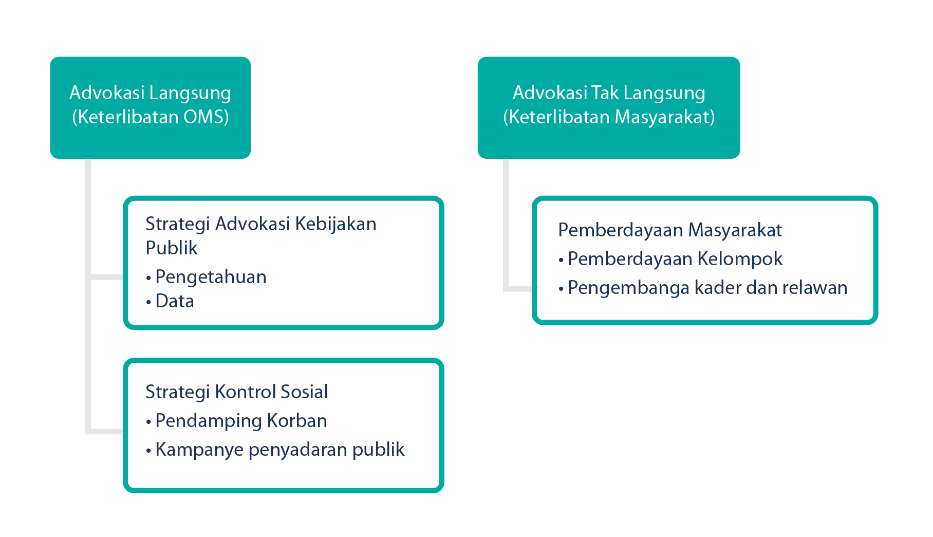 Advokasi Langsung
(Keterlibatan OMS)
Strategi Advokasi Kebijakan
Publik
• Pengetahuan
• Data
Strategi Kontrol Sosial
• Pendamping Korban
• Kampanye penyadaran publik
Advokasi Tak Langsung
(Keterlibatan Masyarakat)
Pemberdayaan Masyarakat
• Pemberdayaan Kelompok
• Pengembanga kader dan relawan